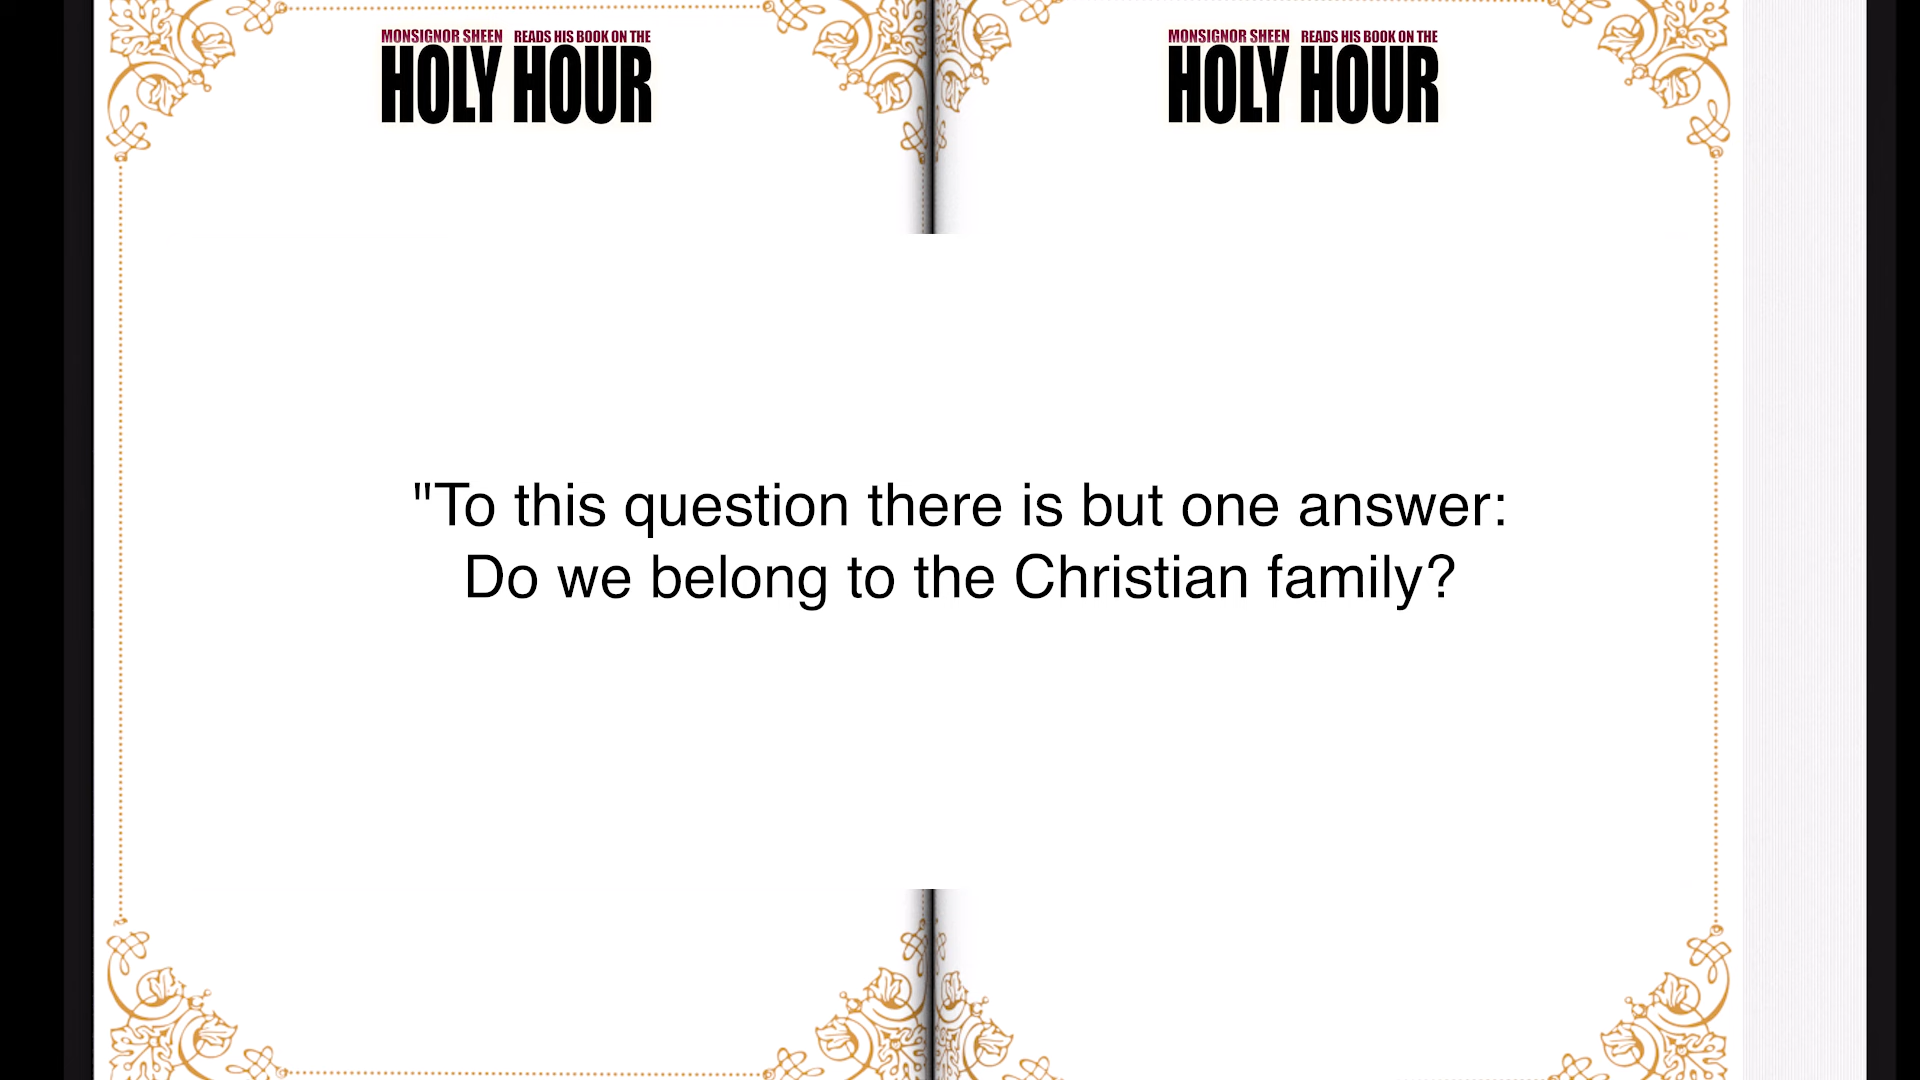 MONSIGNOR SHEEN READS HIS BOOK ON THE
HOLY HOUR
MONSIGNOR SHEEN READS HIS BOOK ON THE
HOLY HOUR
"To this question there is but one answer:
Do we belong to the Christian family?